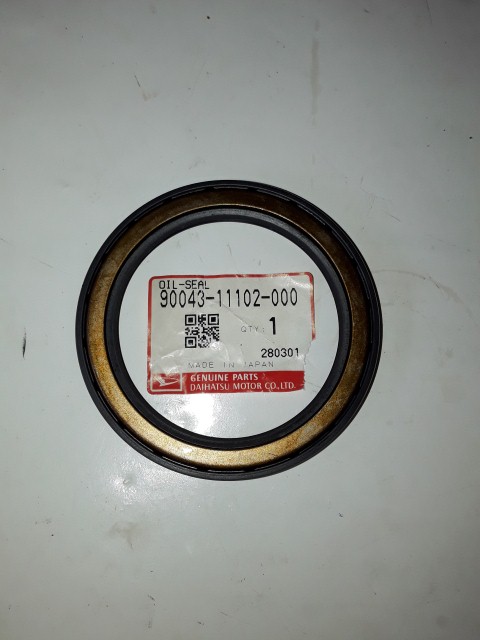 OIL-SEAL
90043-11102-000
QTY: 1
280301
MADE IN JAPAN
GENUINE PARTS
DAIHATSU MOTOR CO., LTD.